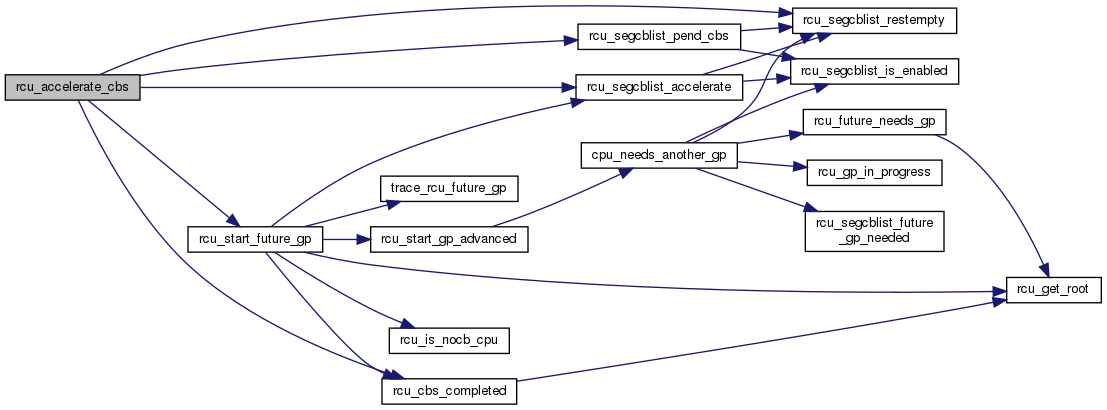 rcu_segcblist_restempty
rcu_segcblist_pend_cbs
rcu_segcblist_is_enabled
rcu_accelerate_cbs
rcu_segcblist_accelerate
rcu_future_needs_gp
cpu_needs_another_gp
rcu_gp_in_progress
trace_rcu_future_gp
rcu_segcblist_future
_gp_needed
rcu_start_future_gp
rcu_start_gp_advanced
rcu_get_root
rcu_is_nocb_cpu
rcu_cbs_completed